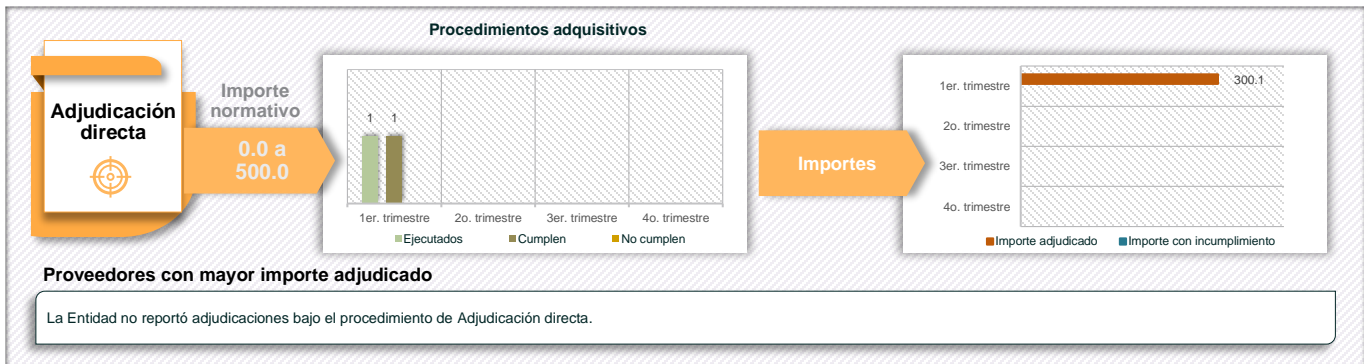 Procedimientos adquisitivos
Adjudicación
directa
Importe
normativo
0.0 a
500.0
1 1
1er. trimestre 2o. trimestre 3er. trimestre 4o. trimestre
Ejecutados Cumplen No cumplen
Importes
1er. trimestre 300.1
2o. trimestre
3er. trimestre
4o. trimestre
Importe adjudicado Importe con incumplimiento
Proveedores con mayor importe adjudicado
La Entidad no reportó adjudicaciones bajo el procedimiento de Adjudicación directa.